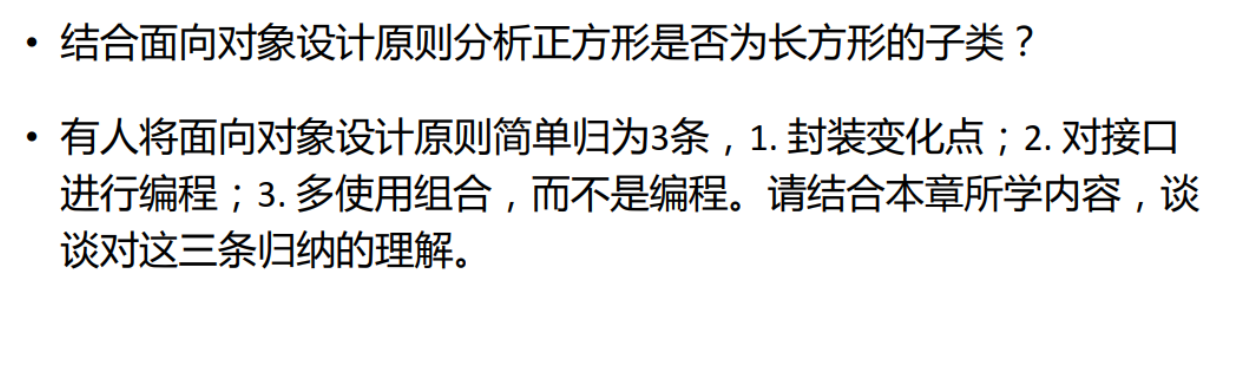 • 结合面向对象设计原则分析正方形是否为长方形的子类？
• 有人将面向对象设计原则简单归为3条，1. 封装变化点；2. 对接口
进行编程；3. 多使用组合，而不是编程。请结合本章所学内容，谈
谈对这三条归纳的理解。